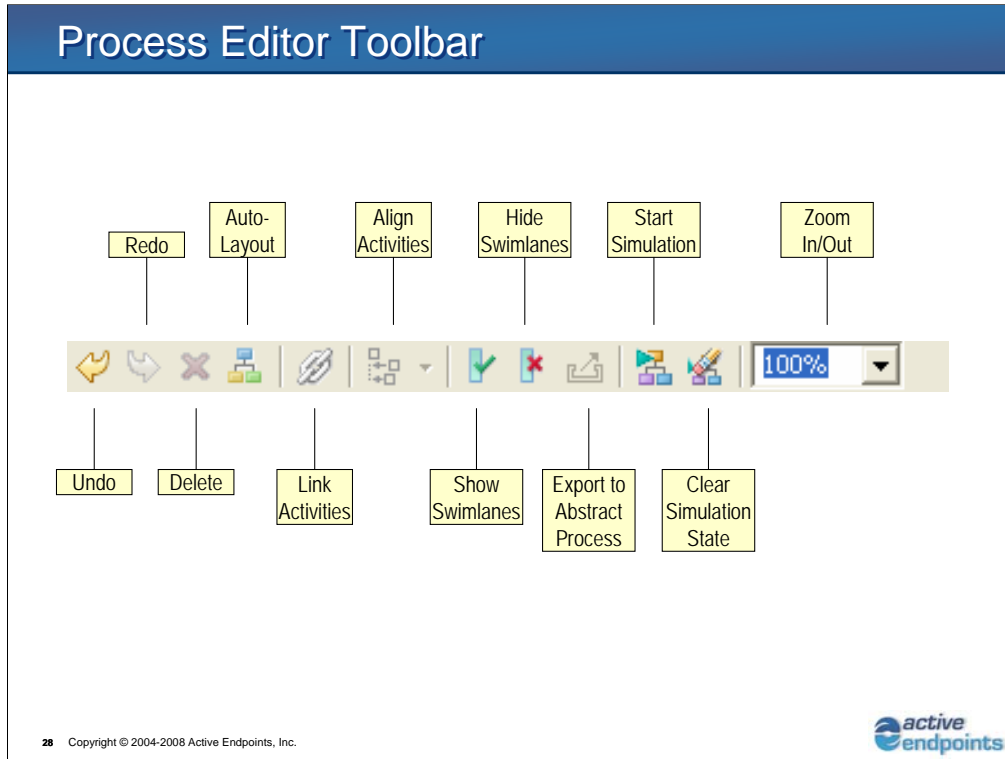 Process Editor Toolbar
Redo
Auto-
Layout
Align
Activities
Hide
Swimlanes
Start
Simulation
Zoom
In/Out
100%
Undo
Delete
Link
Activities
Show
Swimlanes
Export to
Abstract
Process
Clear
Simulation
State
28 Copyright © 2004-2008 Active Endpoints, Inc.
active
endpoints